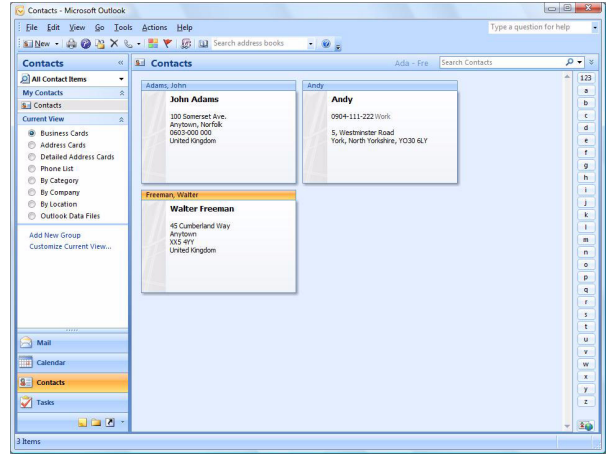 Contacts - Microsoft Outlook
File Edit View Go Tools Actions Help
Type a question for help
New
Search address books
Contacts «
Contacts
Ada - Fre
Search Contacts
All Contact Items
My Contacts
Contacts
Current View
Business Cards
Address Cards
Detailed Address Cards
Phone List
By Category
By Company
By Location
Outlook Data Files
Add New Group
Customize Current View...
Mail
Calendar
Contacts
Tasks
Adams, John
John Adams
100 Somerset Ave.
Anytown, Norfolk
0603-000 000
United Kingdom
Andy
Andy
0904-111-222 Work
5, Westminster Road
York, North Yorkshire, YO30 6LY
Freeman, Walter
Walter Freeman
45 Cumberland Way
Anytown
XX5 4YY
United Kingdom
123
a
b
c
d
e
f
g
h
i
j
k
l
m
n
o
p
q
r
s
t
u
v
w
x
y
z
3 Items